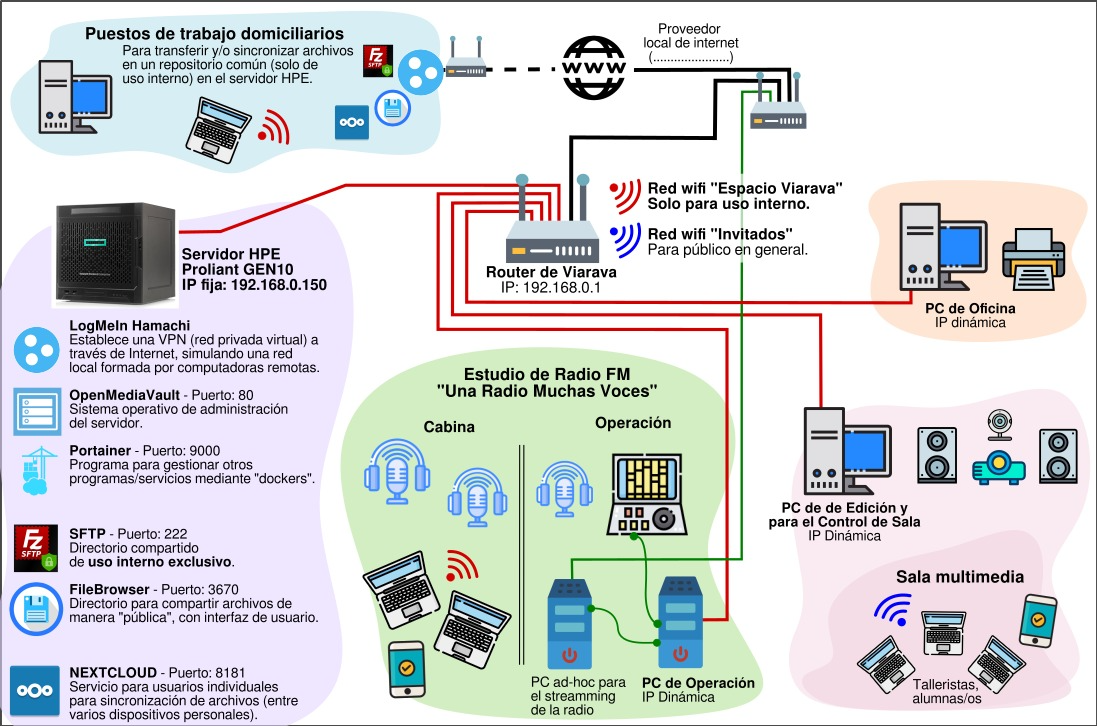 Puestos de trabajo domiciliarios
Para transferir y/o sincronizar archivos
en un repositorio común (solo de
uso interno) en el servidor HPE.
Fz
SFTP
WWW
Proveedor
local de internet
(......................)
Red wifi "Espacio Viarava"
Solo para uso interno.
Red wifi "Invitados"
Para público en general.
Router de Viarava
IP: 192.168.0.1
Servidor HPE
Proliant GEN10
IP fija: 192.168.0.150
LogMeIn Hamachi
Establece una VPN (red privada virtual) a
través de Internet, simulando una red
local formada por computadoras remotas.
OpenMediaVault - Puerto: 80
Sistema operativo de administración
del servidor.
Portainer - Puerto: 9000
Programa para gestionar otros
programas/servicios mediante "dockers".
Fz
SFTP
SFTP - Puerto: 222
Directorio compartido
de uso interno exclusivo.
FileBrowser - Puerto: 3670
Directorio para compartir archivos de
manera "pública", con interfaz de usuario.
NEXTCLOUD - Puerto: 8181
Servicio para usuarios individuales
para sincronización de archivos (entre
varios dispositivos personales).
Estudio de Radio FM
"Una Radio Muchas Voces"
Cabina
Operación
PC ad-hoc para
el streamming
de la radio
PC de Operación
IP Dinámica
PC de Oficina
IP dinámica
PC de de Edición y
para el Control de Sala
IP Dinámica
Sala multimedia
Talleristas,
alumnas/os